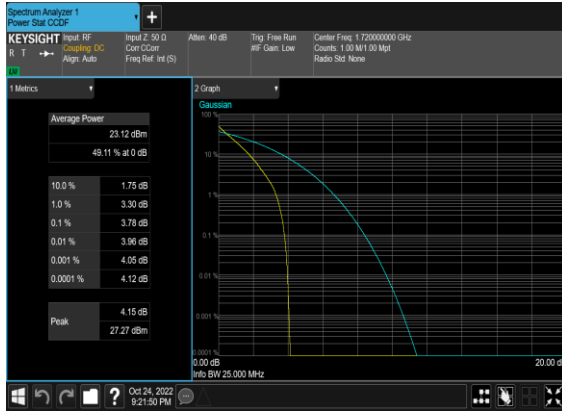 Spectrum Analyzer 1
Power Stat CCDF
+
KEYSIGHT
R T
LU
Input: RF
Coupling: DC
Align: Auto
Input Z: 50 Ω
Corr CCorr
Freq Ref: Int (S)
Atten: 40 dB
Trig: Free Run
#IF Gain: Low
Center Freq: 1.720000000 GHz
Counts: 1.00 M/1.00 Mpt
Radio Std: None
1 Metrics
Average Power
23.12 dBm
49.11 % at 0 dB
10.0 % 1.75 dB
1.0 % 3.30 dB
0.1 % 3.78 dB
0.01 % 3.96 dB
0.001 % 4.05 dB
0.0001 % 4.12 dB
Peak 4.15 dB
27.27 dBm
2 Graph
Gaussian
100 %
10 %
1 %
0.1 %
0.01 %
0.001 %
0.0001 %
0.00 dB 20.00 d
Info BW 25.000 MHz
?
Oct 24, 2022
9:21:50 PM